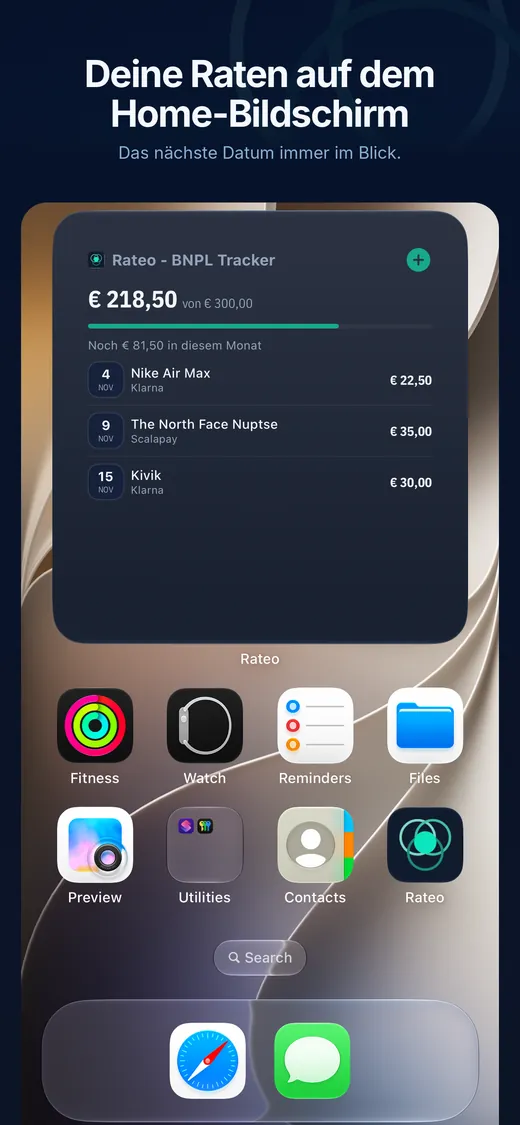 Deine Raten auf dem
Home-Bildschirm
Das nächste Datum immer im Blick.
Rateo - BNPL Tracker
€ 218,50 von € 300,00
Noch € 81,50 in diesem Monat
4 NOV Nike Air Max Klarna € 22,50
9 NOV The North Face Nuptse Scalapay € 35,00
15 NOV Kivik Klarna € 30,00
Rateo
Fitness Watch Reminders Files
Preview Utilities Contacts Rateo
Search